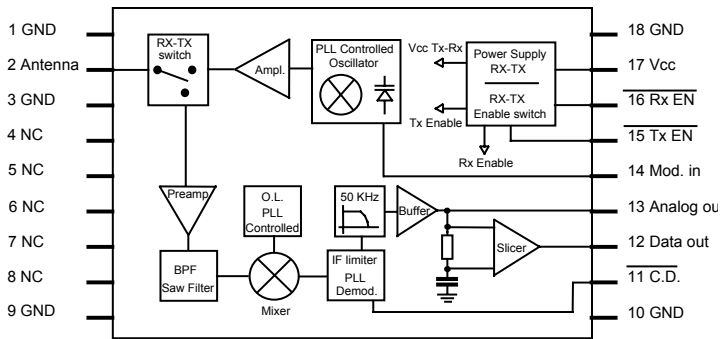 1 GND
2 Antenna
3 GND
4 NC
5 NC
6 NC
7 NC
8 NC
9 GND
RX-TX
switch
Ampl.
PLL Controlled
Oscillator
Vcc Tx-Rx
Tx Enable
Power Supply
RX-TX
RX-TX
Enable switch
Rx Enable
Preamp
BPF
Saw Filter
O.L.
PLL
Controlled
Mixer
50 KHz
IF limiter
PLL
Demod.
Buffer
Slicer
18 GND
17 Vcc
16 Rx EN
15 Tx EN
14 Mod. in
13 Analog ou
12 Data out
11 C.D.
10 GND